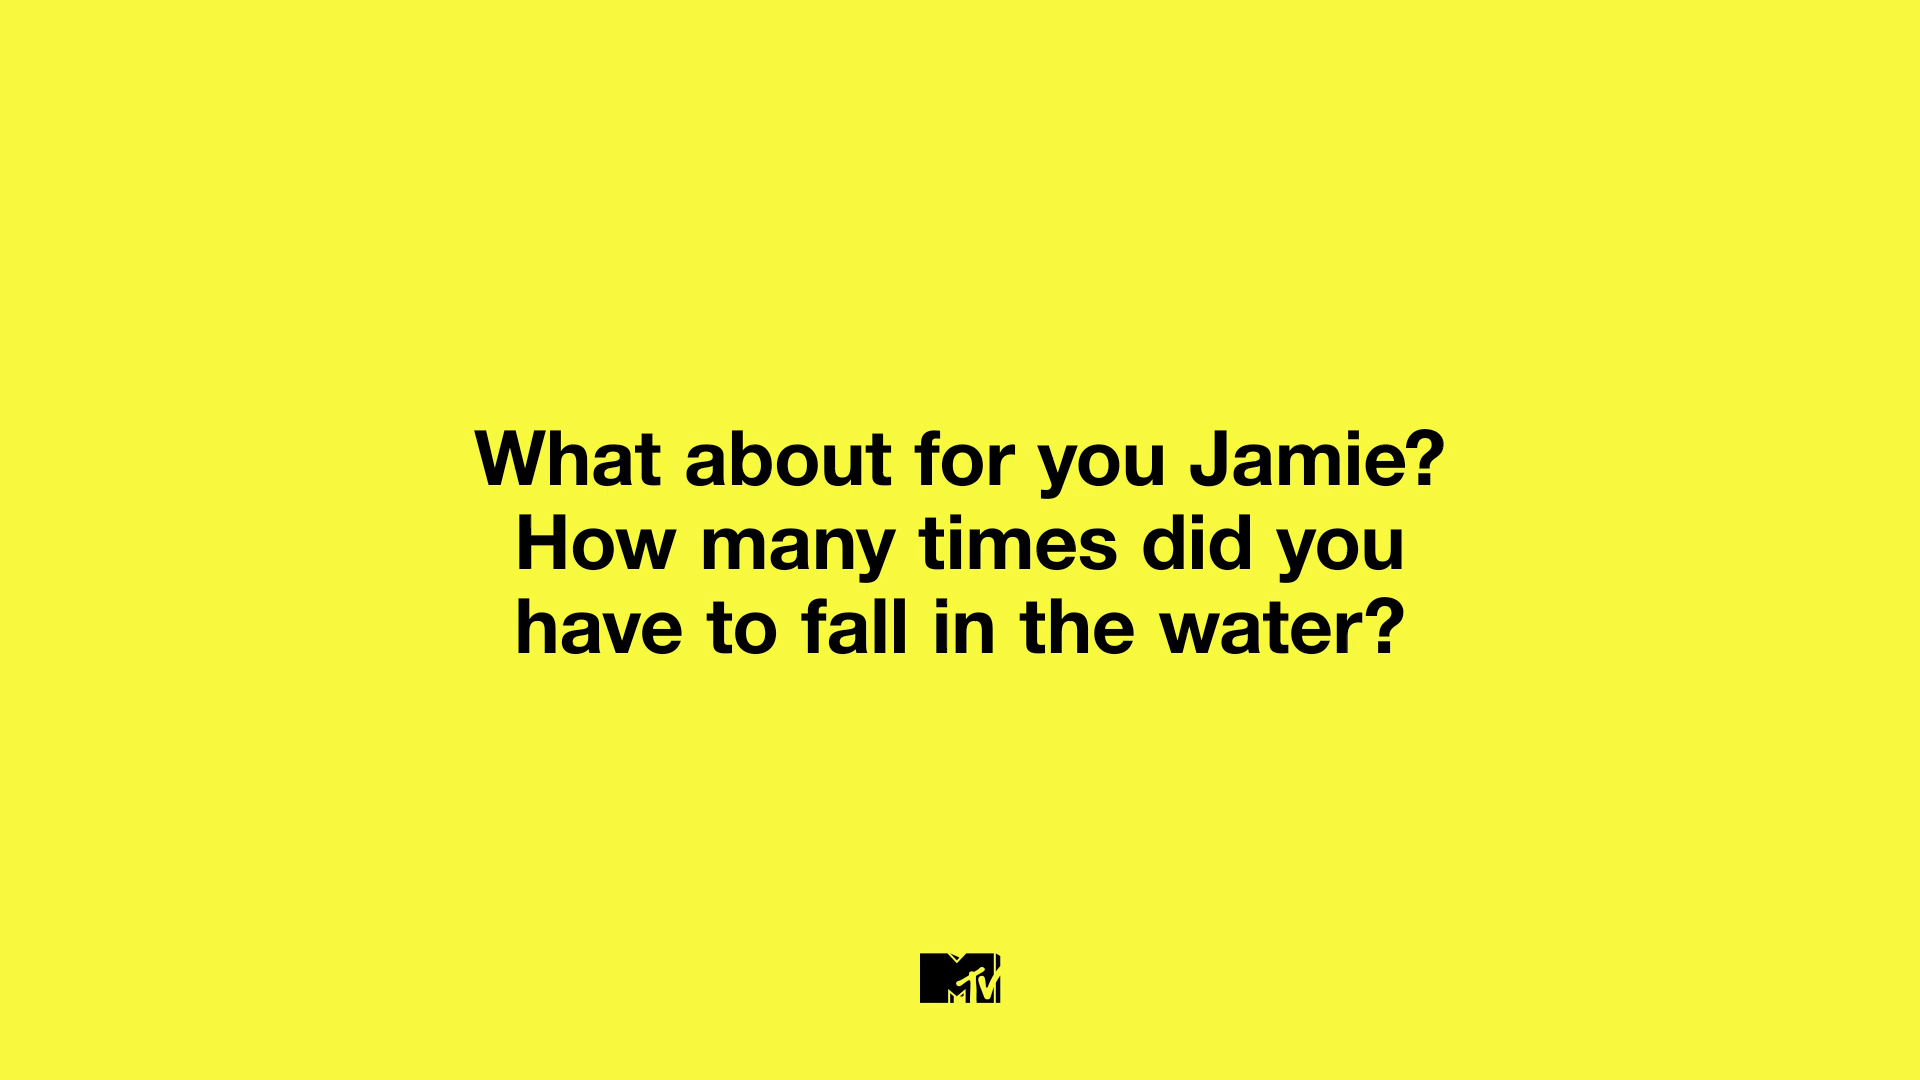 What about for you Jamie?
How many times did you
have to fall in the water?
MTV